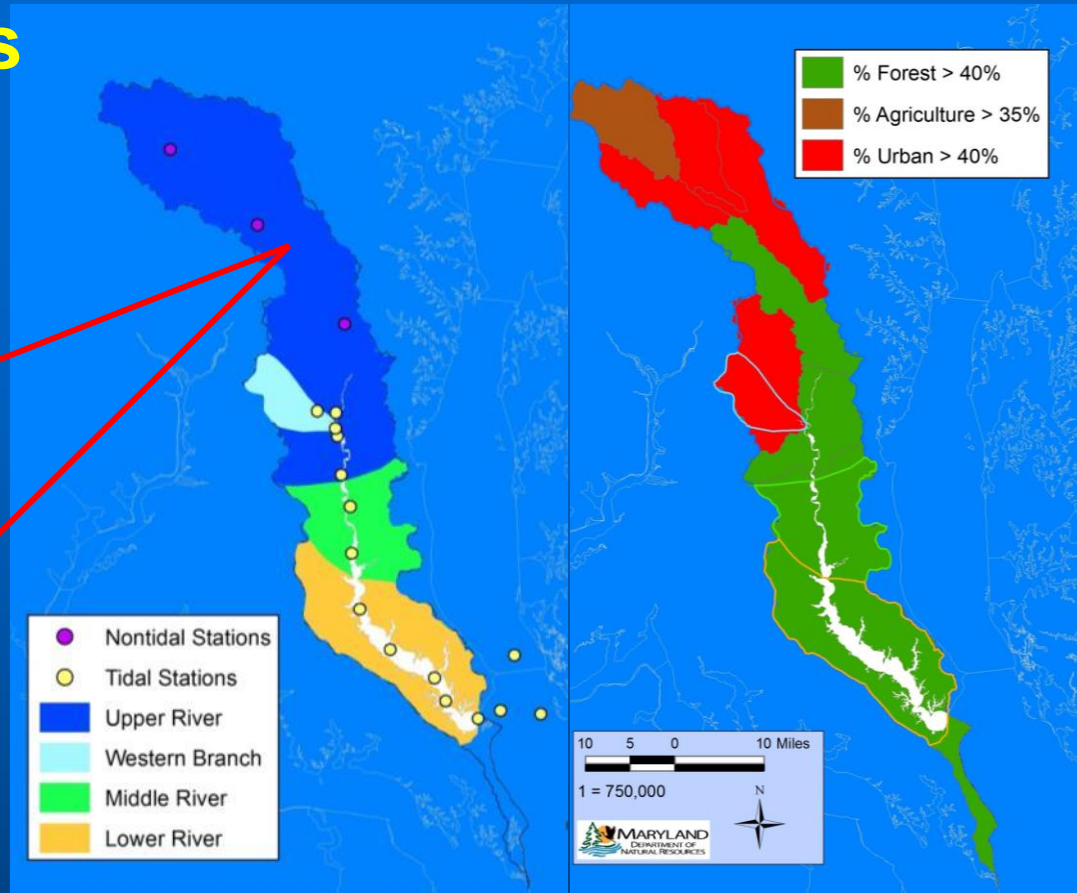 s
Nontidal Stations
Tidal Stations
Upper River
Western Branch
Middle River
Lower River
% Forest > 40%
% Agriculture > 35%
% Urban > 40%
10 5 0 10 Miles
1 = 750,000
N
MARYLAND
DEPARTMENT OF
NATURAL RESOURCES